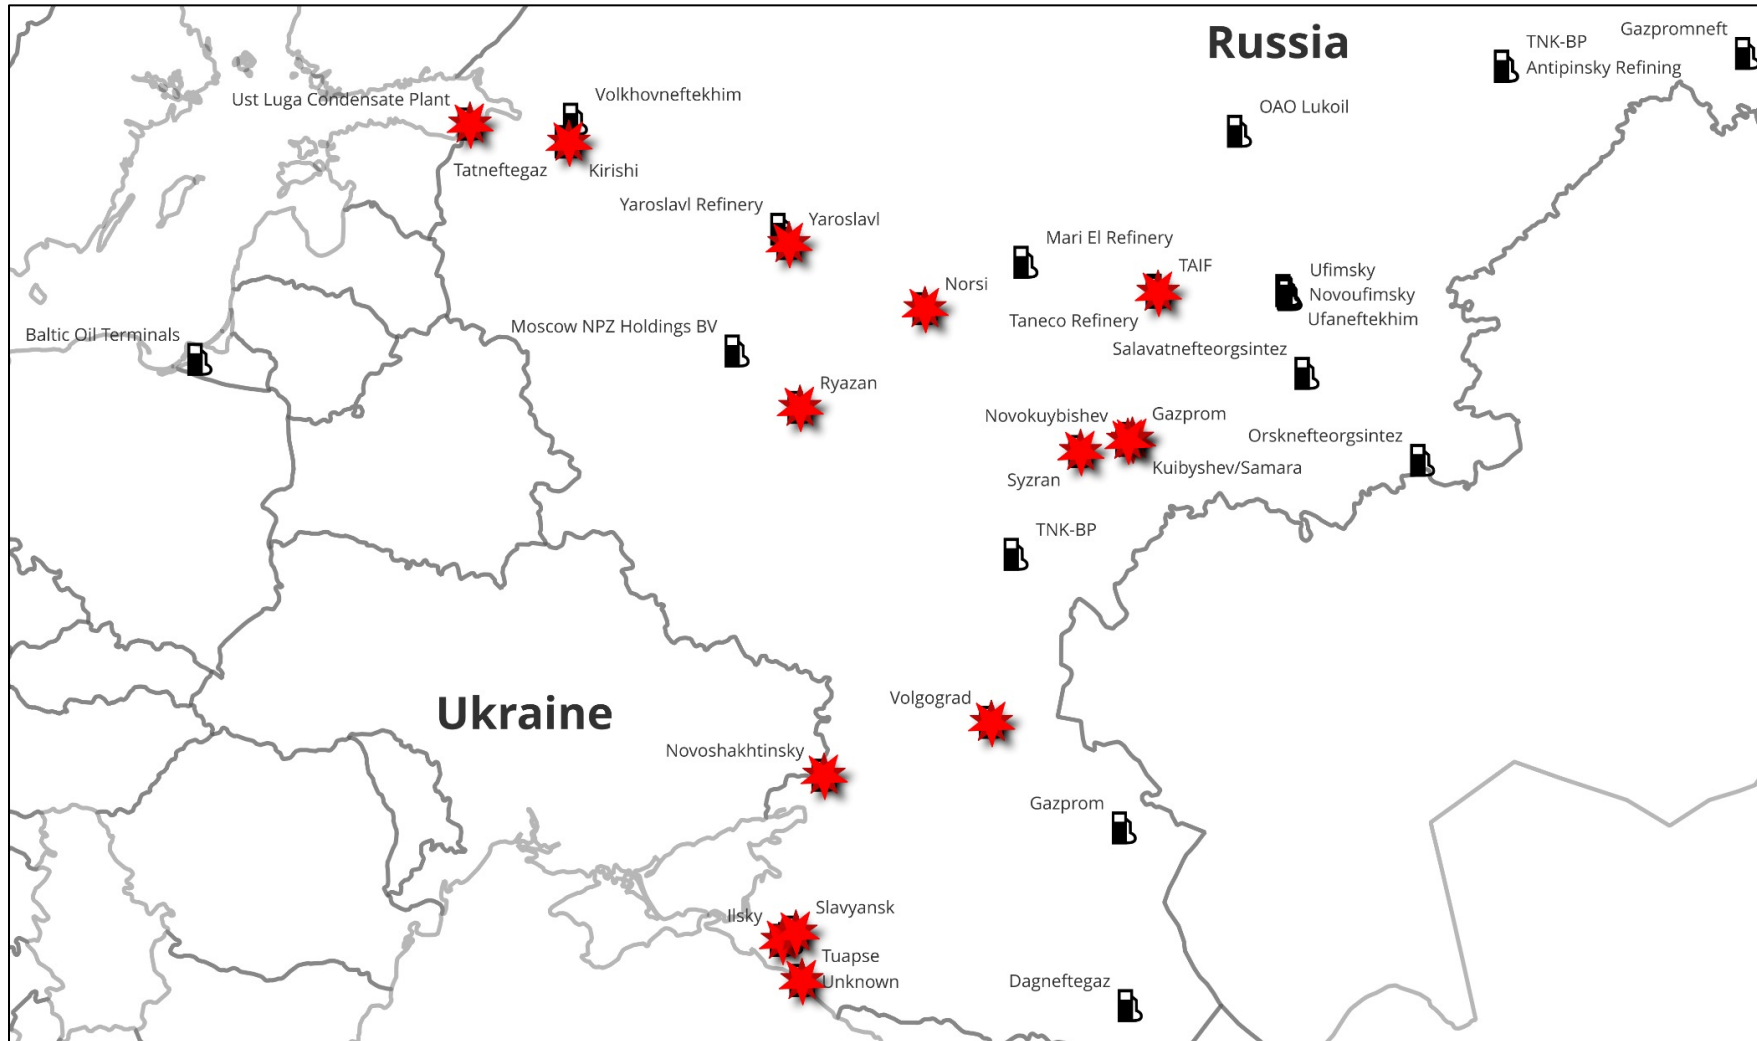 Russia
Gazpromneft
TNK-BP
Antipinsky Refining
Ust Luga Condensate Plant
Volkhovneftekhim
OAO Lukoil
Tatneftegaz
Kirishi
Yaroslavl Refinery
Yaroslavl
Mari El Refinery
TAIF
Ufimsky
Novoufimsky
Ufaneftekhim
Norsi
Taneco Refinery
Baltic Oil Terminals
Moscow NPZ Holdings BV
Salavatnefteorgsintez
Ryazan
Novokuybishev
Gazprom
Orsknefteorgsintez
Syzran
Kuibyshev/Samara
TNK-BP
Ukraine
Volgograd
Novoshakhtinsky
Gazprom
Ilsky
Slavyansk
Tuapse
Unknown
Dagneftegaz